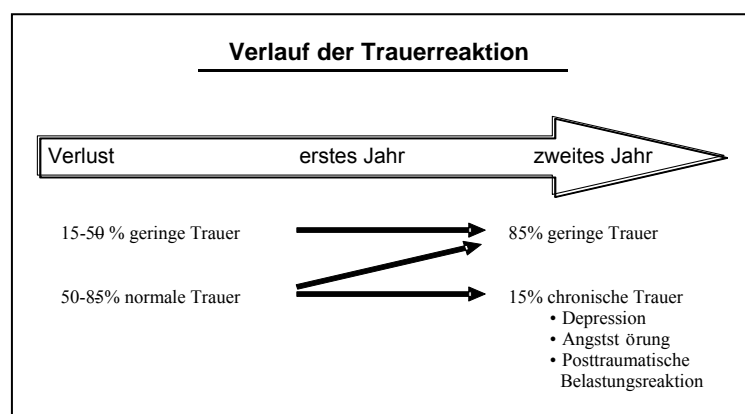 Verlauf der Trauerreaktion
Verlust erstes Jahr zweites Jahr
15-50 % geringe Trauer 85% geringe Trauer
50-85% normale Trauer 15% chronische Trauer
• Depression
• Angstst örung
• Posttraumatische
Belastungsreaktion